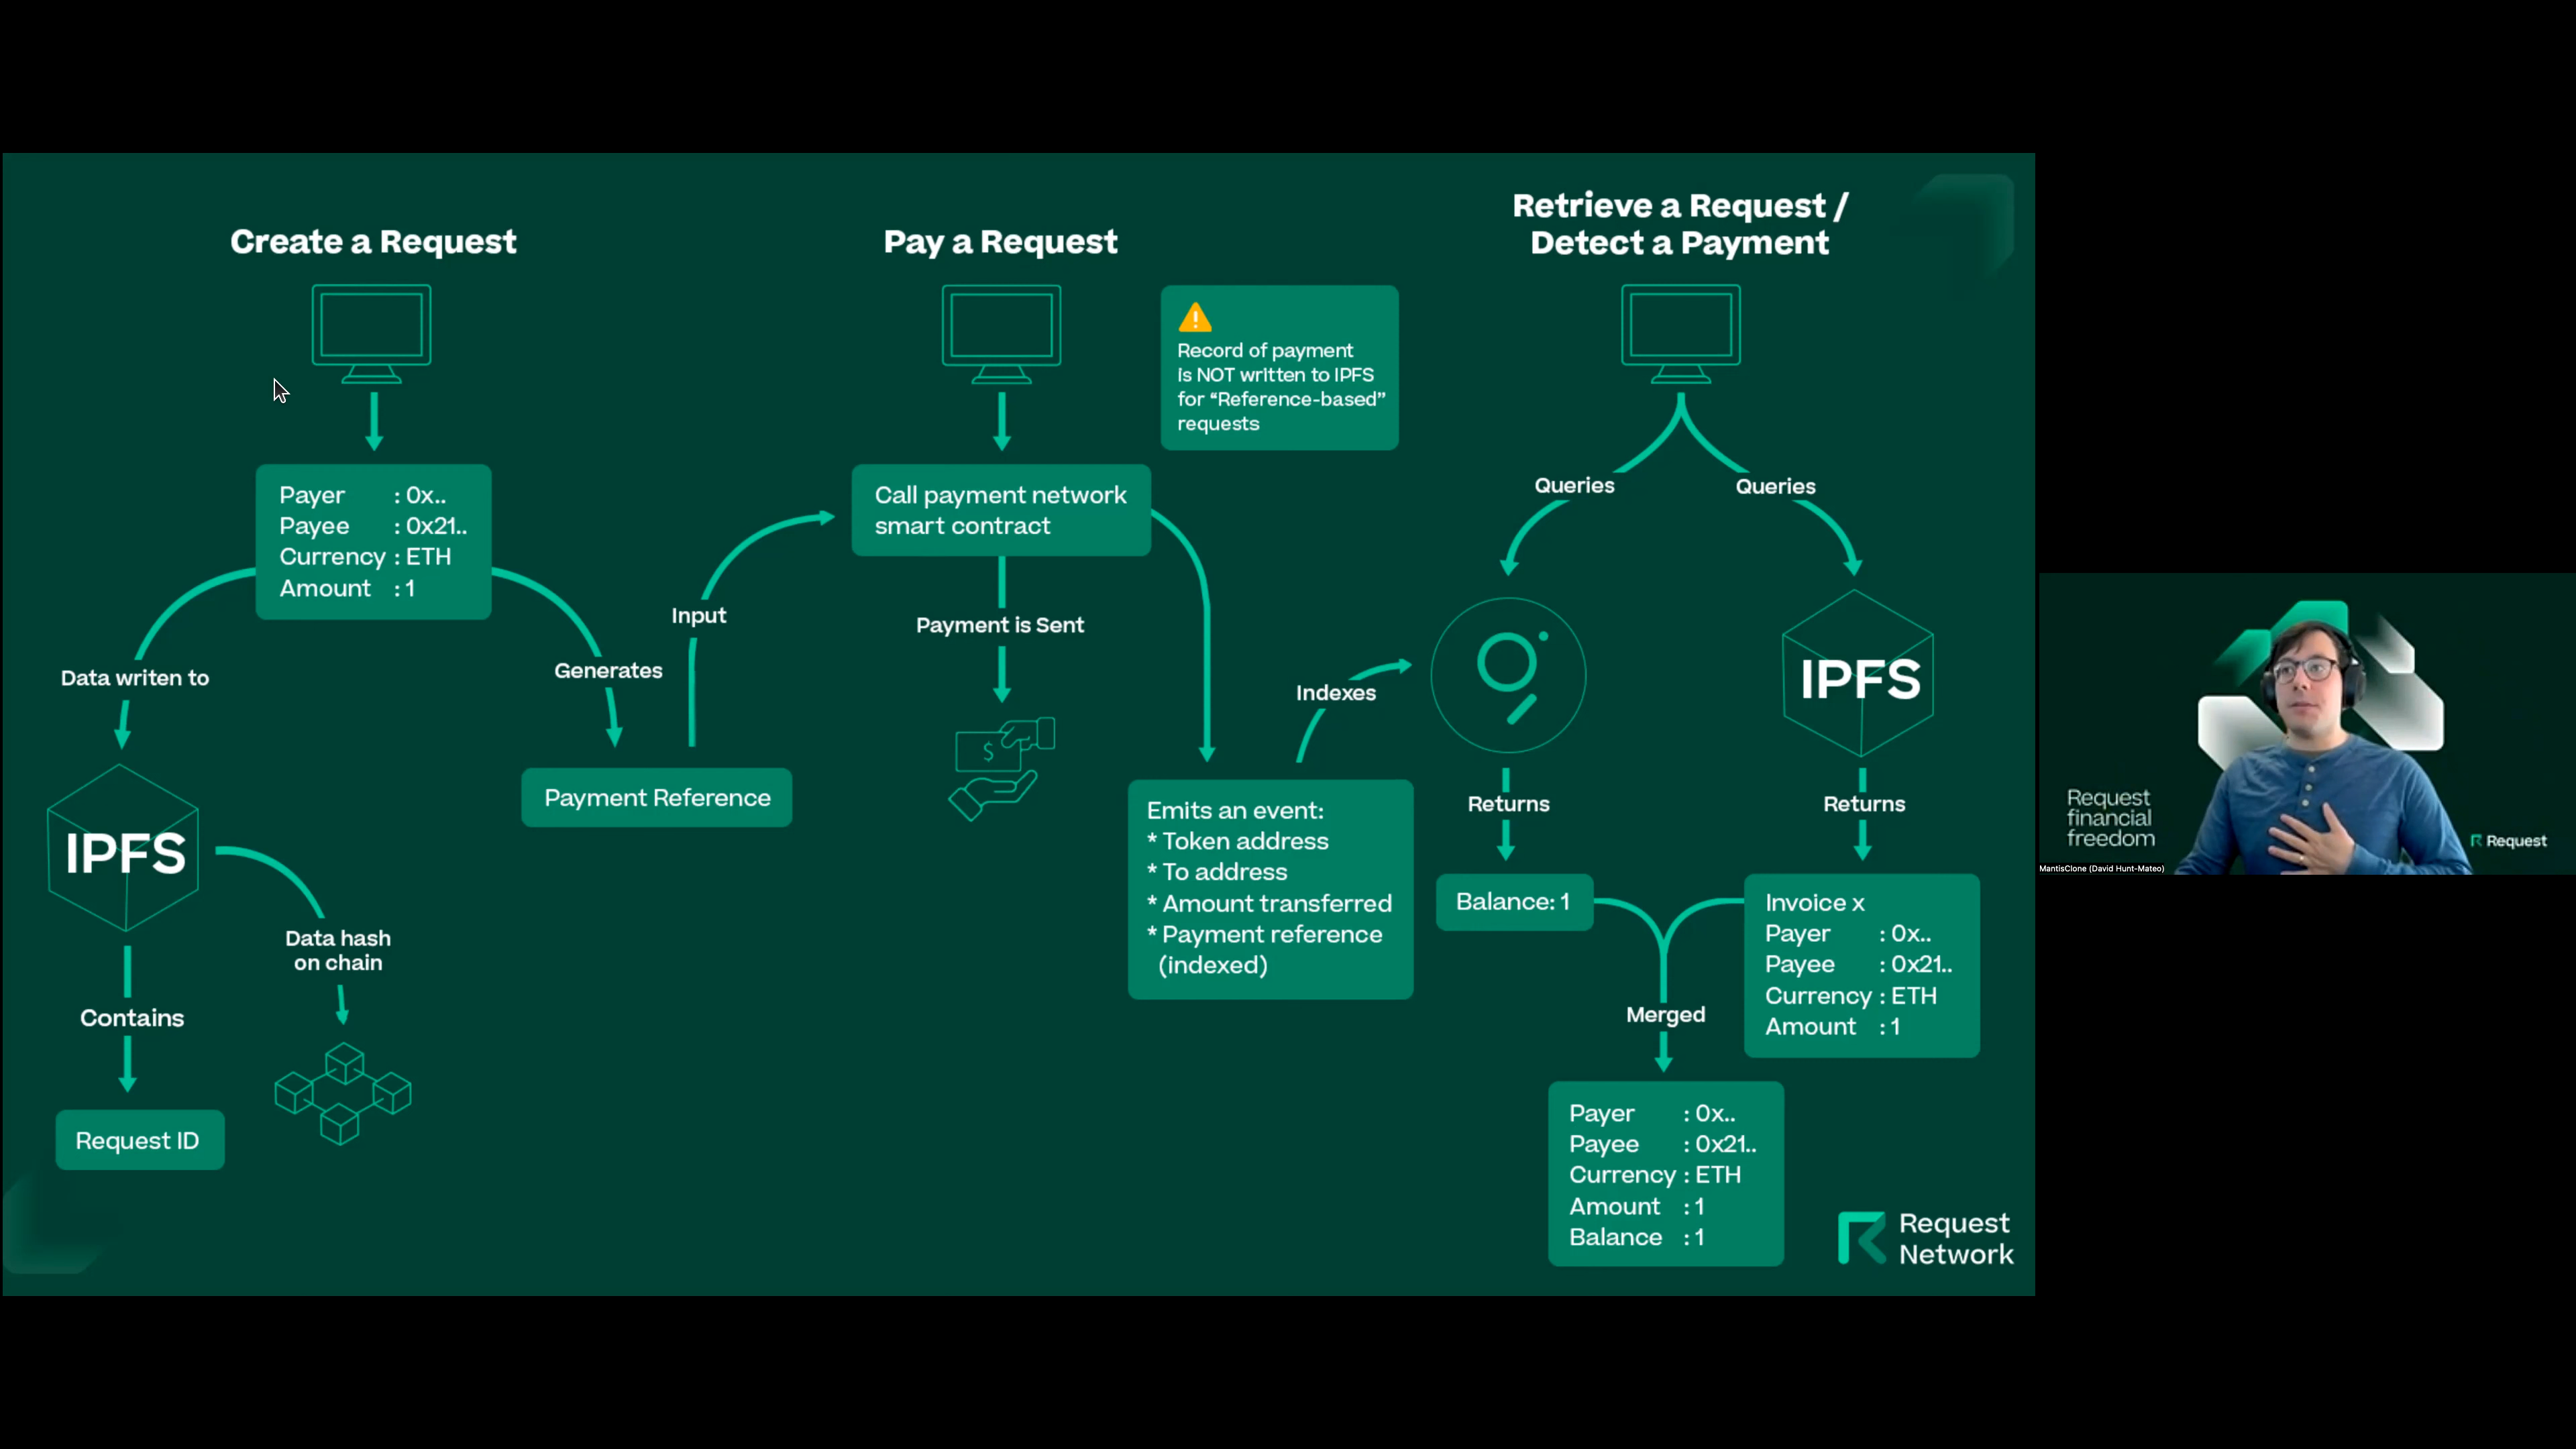 Create a Request
Payer : 0x..
Payee : 0x21..
Currency : ETH
Amount : 1
Data writen to
Generates
IPFS
Data hash
on chain
Contains
Request ID
Payment Reference
Input
Pay a Request
⚠
Record of payment
is NOT written to IPFS
for “Reference-based”
requests
Call payment network
smart contract
Payment is Sent
$
Emits an event:
* Token address
* To address
* Amount transferred
* Payment reference
(indexed)
Indexes
Retrieve a Request /
Detect a Payment
Queries
Queries
IPFS
Returns
Returns
Balance: 1
Invoice x
Payer : 0x..
Payee : 0x21..
Currency : ETH
Amount : 1
Merged
Payer : 0x..
Payee : 0x21..
Currency : ETH
Amount : 1
Balance : 1
Request
Network
Request
financial
freedom
Request
MantisClone (David Hunt-Mateo)